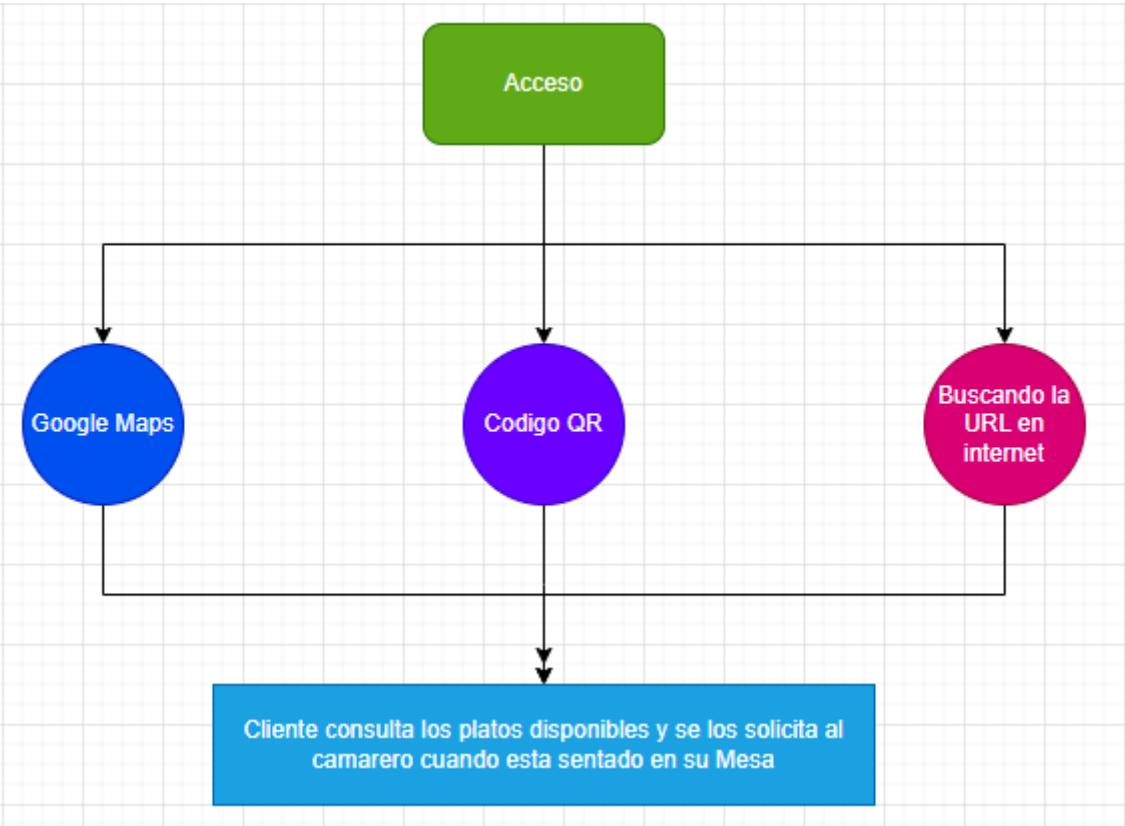 Acceso
Google Maps
Codigo QR
Buscando la
URL en
internet
Cliente consulta los platos disponibles y se los solicita al
camarero cuando esta sentado en su Mesa